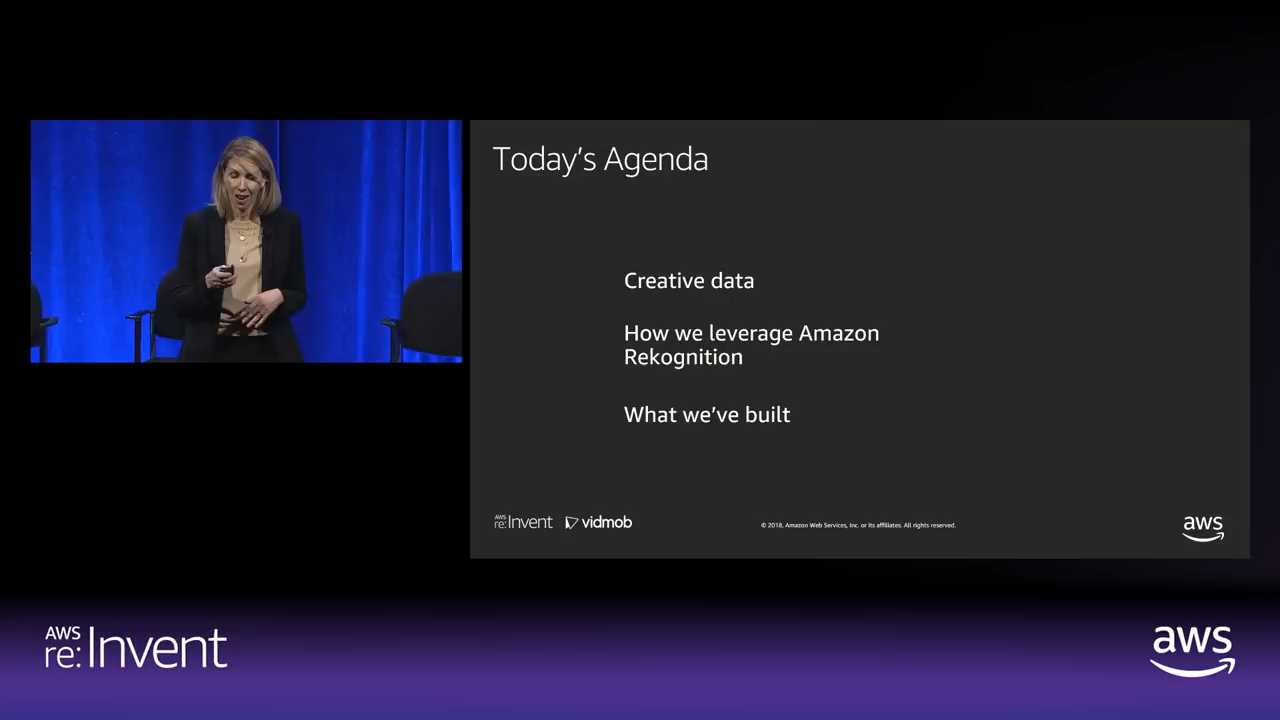 Today's Agenda
Creative data
How we leverage Amazon
Rekognition
What we've built
AWS
re:Invent
vidmob
© 2018, Amazon Web Services, Inc. or its affiliates. All rights reserved.
aws
AWS
re:Invent
aws